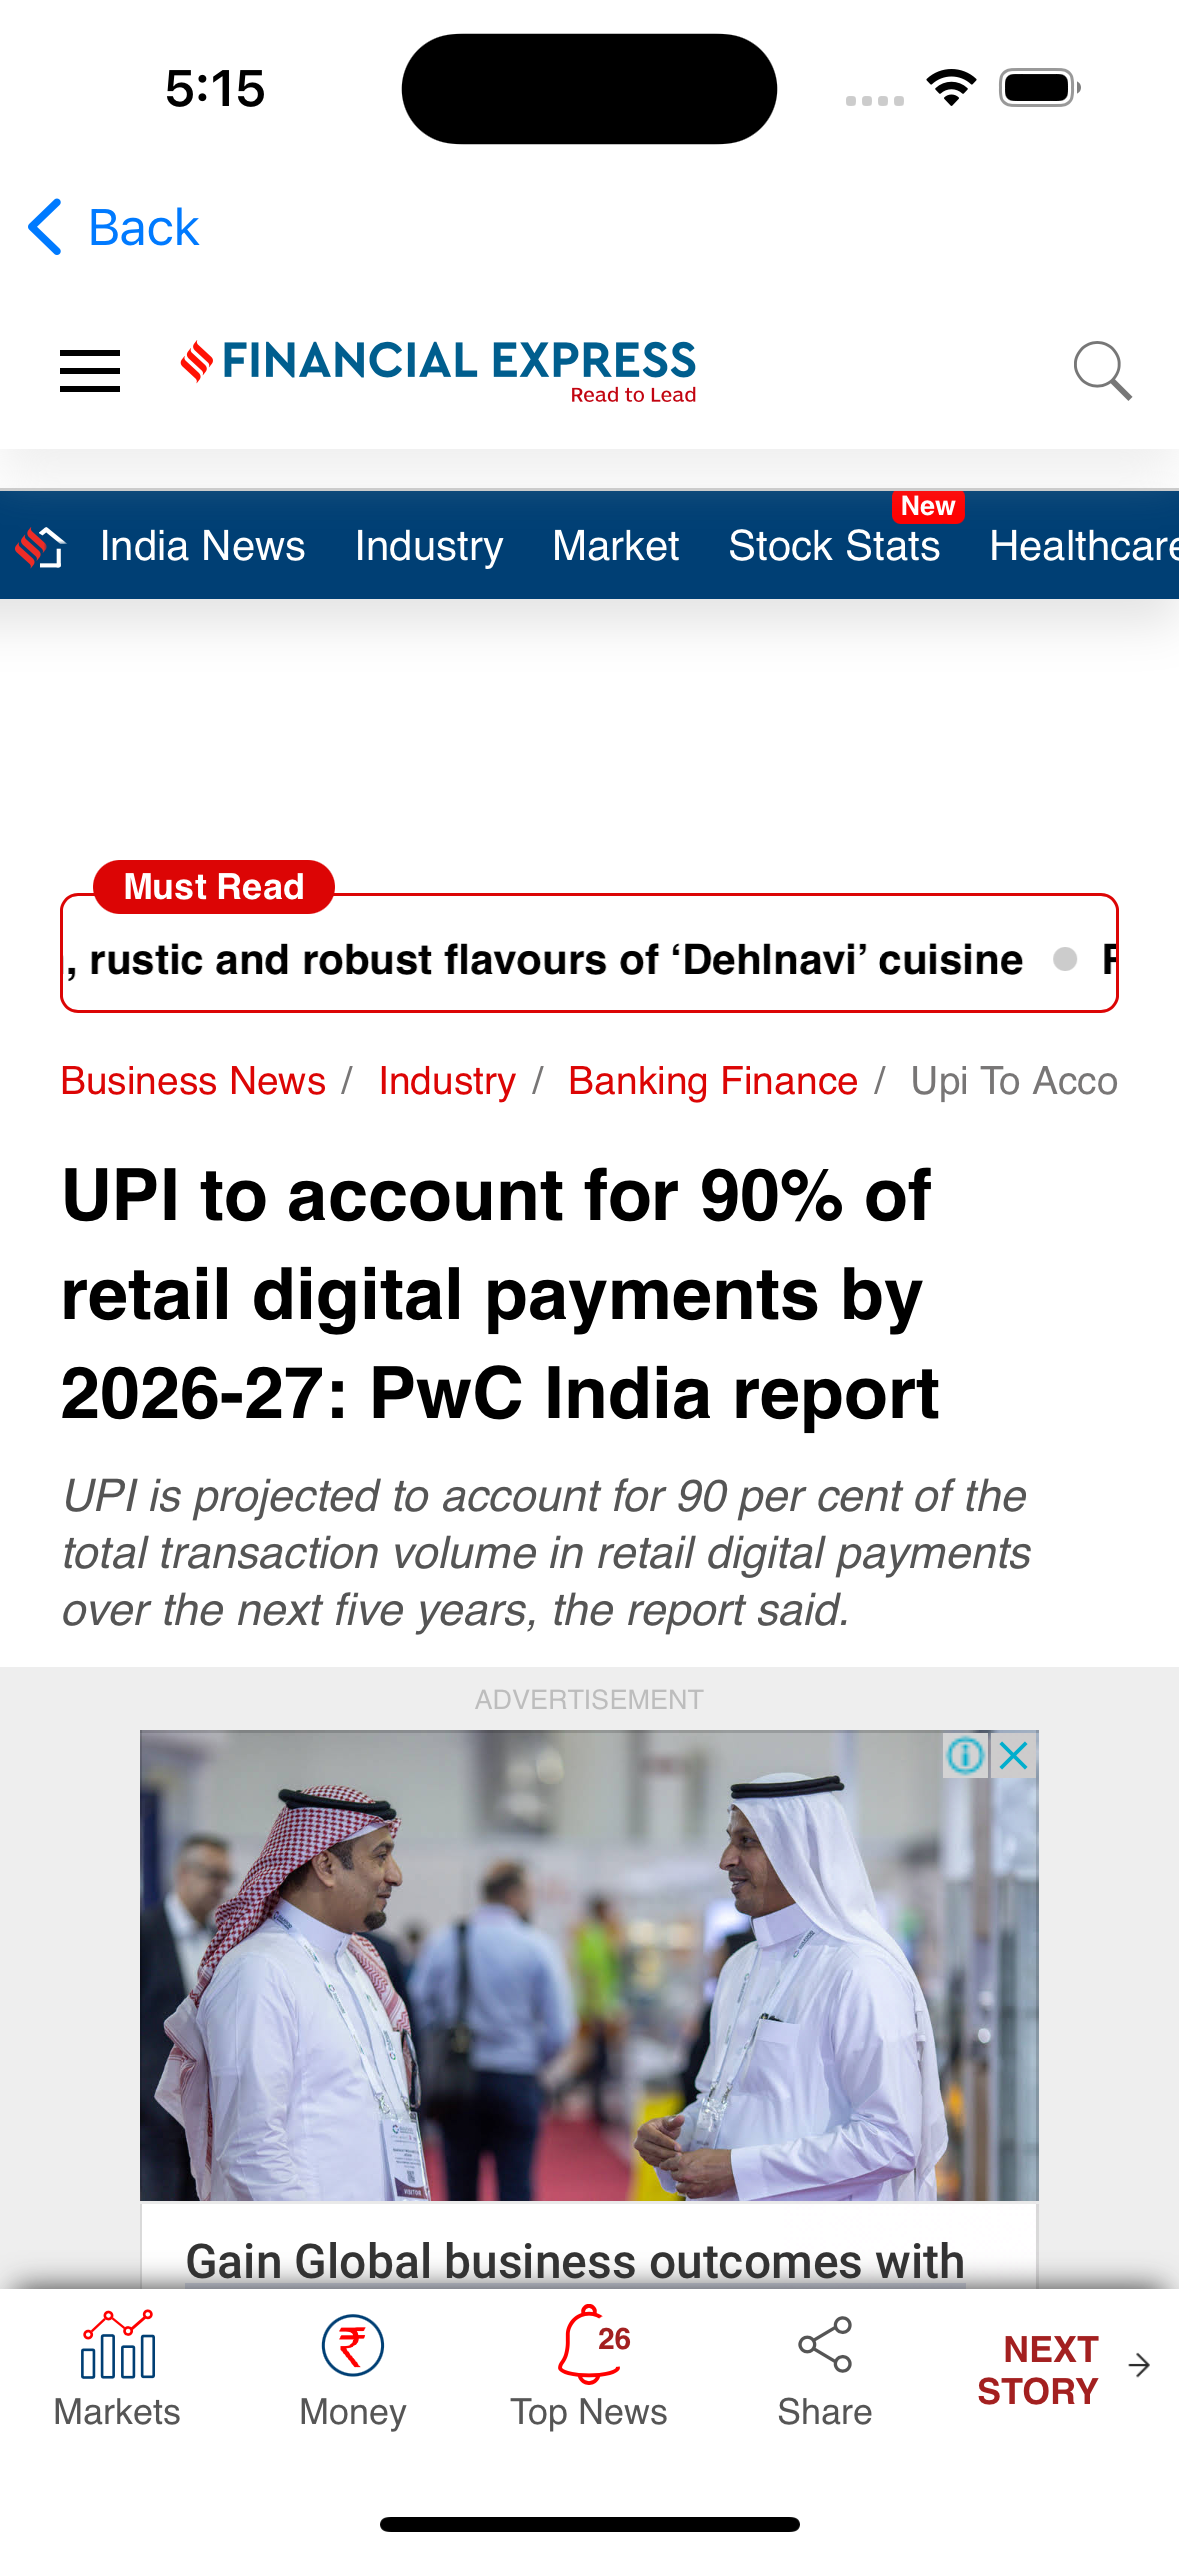 5:15
Back
FINANCIAL EXPRESS
Read to Lead
New
India News Industry Market Stock Stats Healthcare
Must Read
, rustic and robust flavours of ‘Dehlnavi’ cuisine
Business News / Industry / Banking Finance / Upi To Acco
UPI to account for 90% of
retail digital payments by
2026-27: PwC India report
UPI is projected to account for 90 per cent of the
total transaction volume in retail digital payments
over the next five years, the report said.
ADVERTISEMENT
Gain Global business outcomes with
26
Markets Money Top News Share
NEXT
STORY